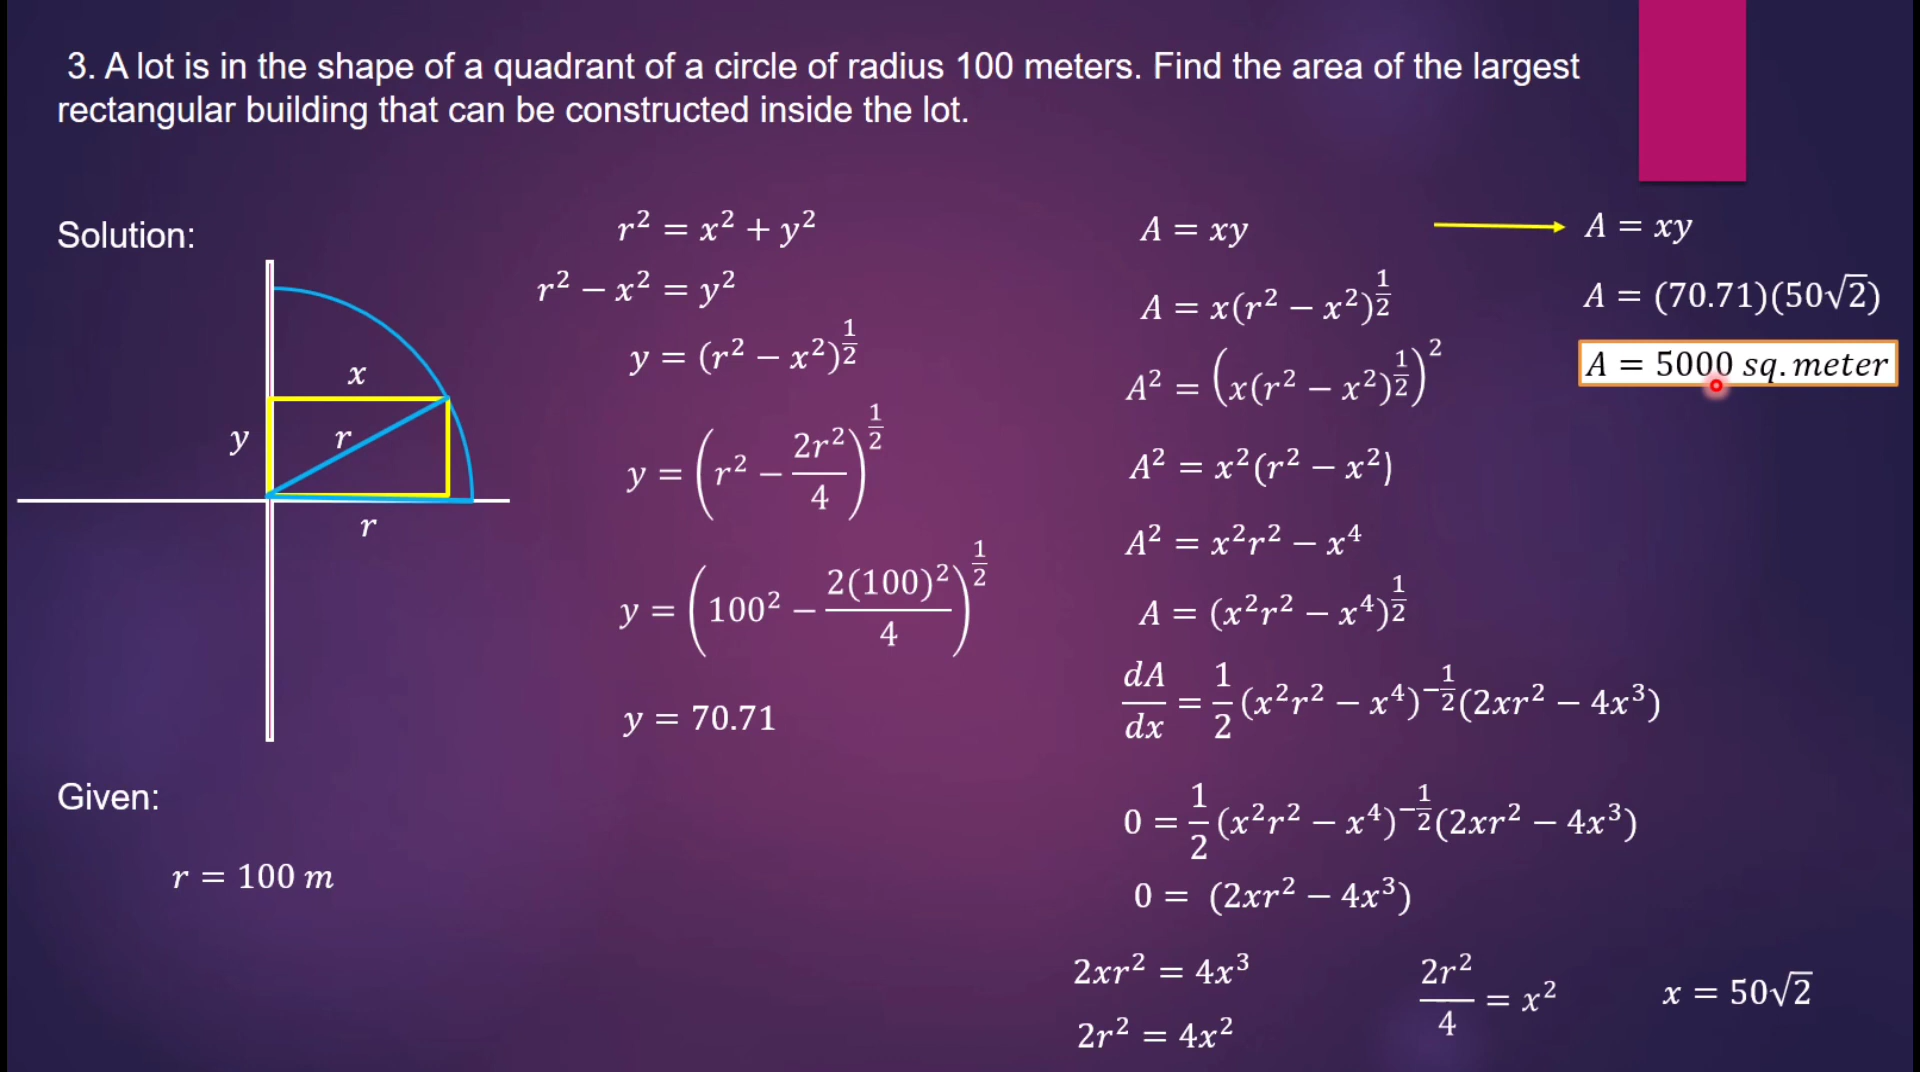 3. A lot is in the shape of a quadrant of a circle of radius 100 meters. Find the area of the largest
rectangular building that can be constructed inside the lot.
Solution:
x
y
r
r
Given:
r = 100 m
r² = x² + y²
r² − x² = y²
y = (r² − x²)^(1/2)
y = (r² − 2r²/4)^(1/2)
y = (100² − 2(100)²/4)^(1/2)
y = 70.71
A = xy
A = x(r² − x²)^(1/2)
A² = (x(r² − x²)^(1/2))²
A² = x²(r² − x²)
A² = x²r² − x⁴
A = (x²r² − x⁴)^(1/2)
dA/dx = 1/2 (x²r² − x⁴)^(−1/2) (2xr² − 4x³)
0 = 1/2 (x²r² − x⁴)^(−1/2) (2xr² − 4x³)
0 = (2xr² − 4x³)
2xr² = 4x³
2r² = 4x²
2r²/4 = x²
x = 50√2
A = xy
A = (70.71)(50√2)
A = 5000 sq. meter